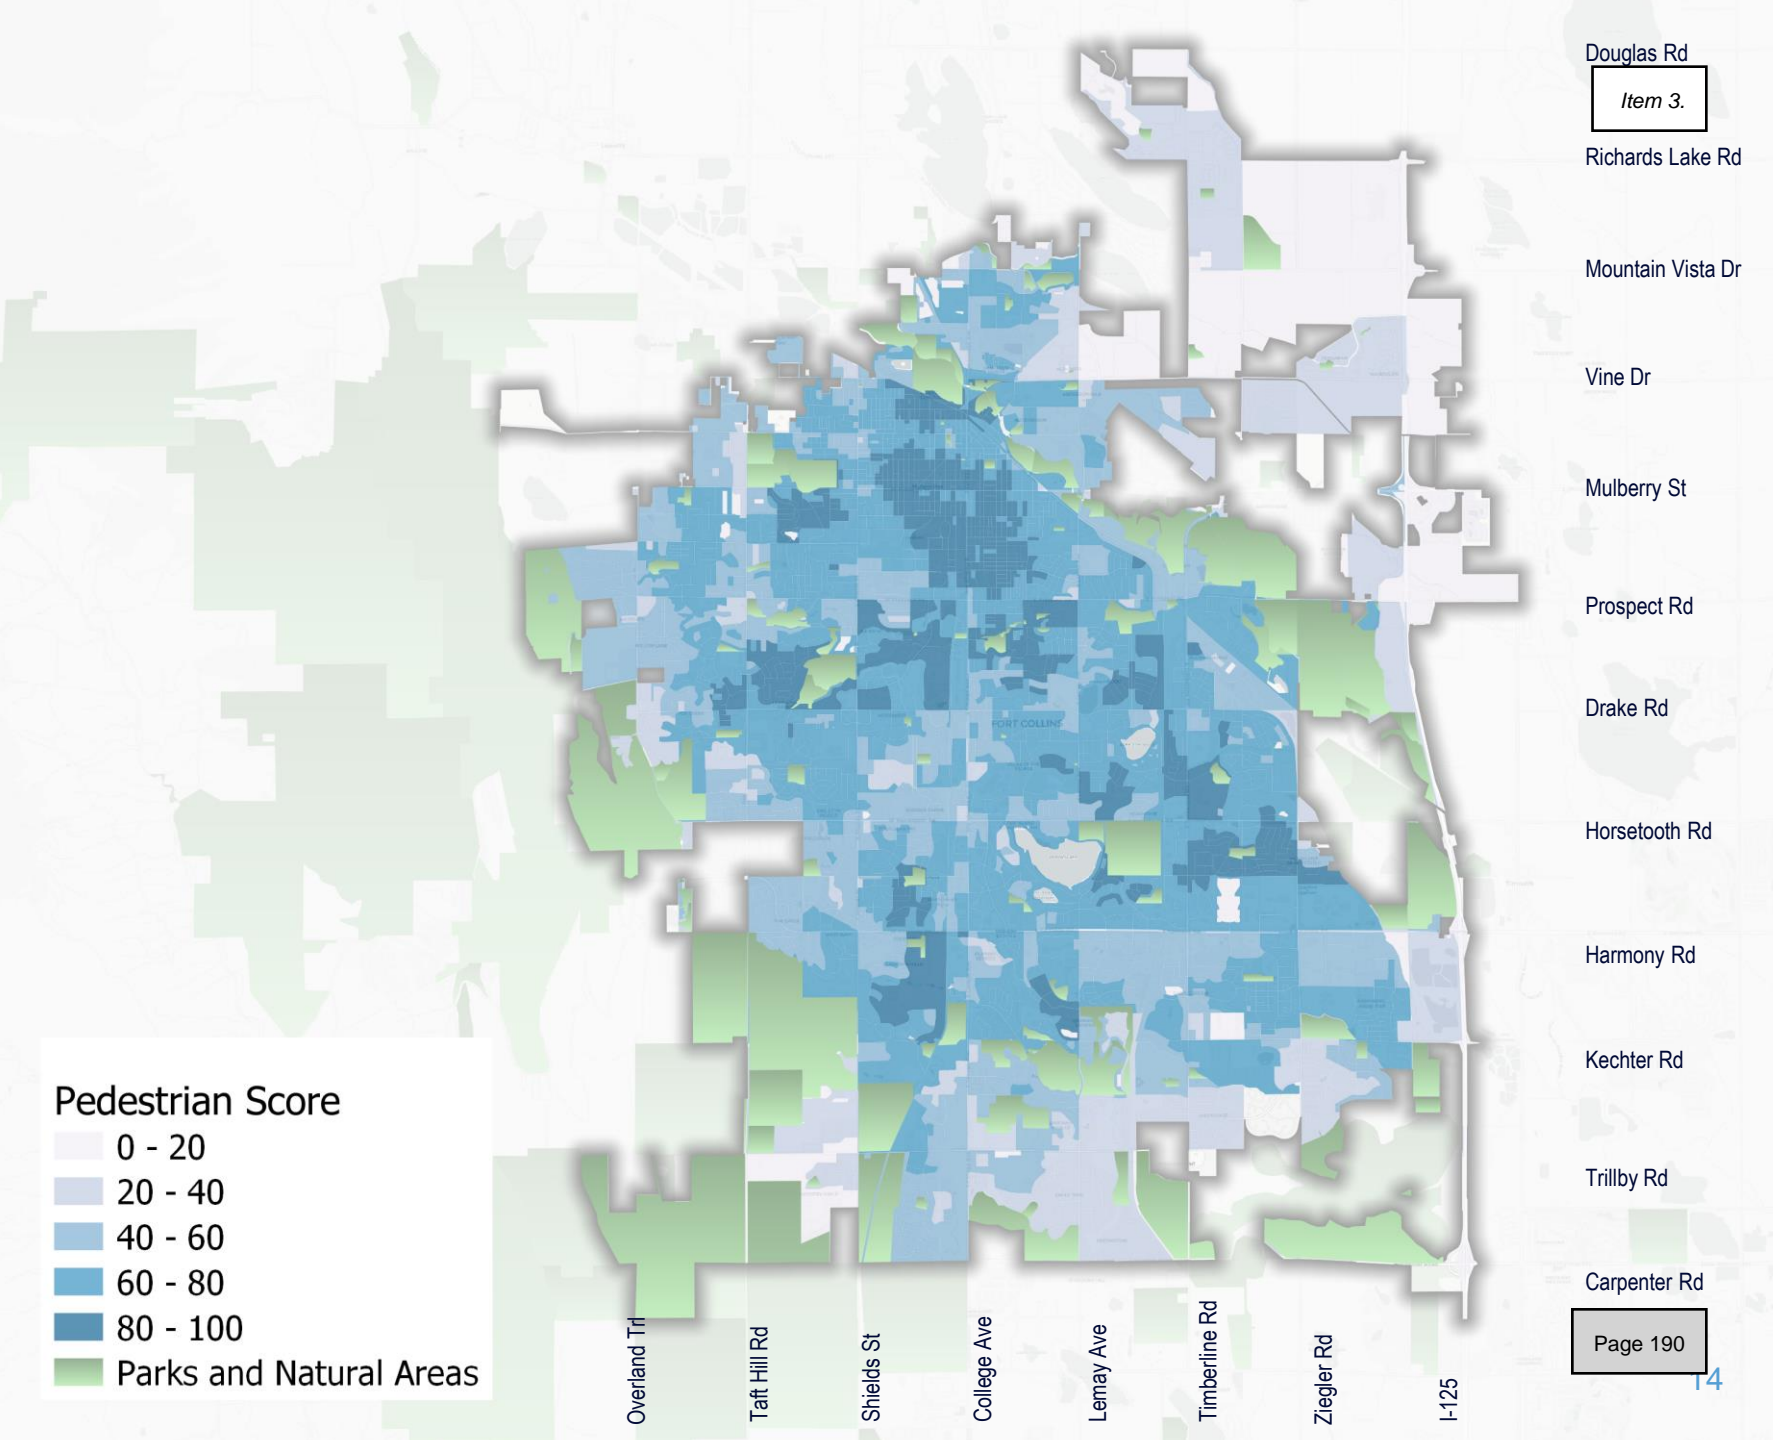 Douglas Rd
Item 3.
Richards Lake Rd
Mountain Vista Dr
Vine Dr
Mulberry St
Prospect Rd
Drake Rd
FORT COLLINS
Horsetooth Rd
Harmony Rd
Kechter Rd
Trillby Rd
Carpenter Rd
Pedestrian Score
0 - 20
20 - 40
40 - 60
60 - 80
80 - 100
Parks and Natural Areas
Overland Trl
Taft Hill Rd
Shields St
College Ave
Lemay Ave
Timberline Rd
Ziegler Rd
I-125
Page 190
14